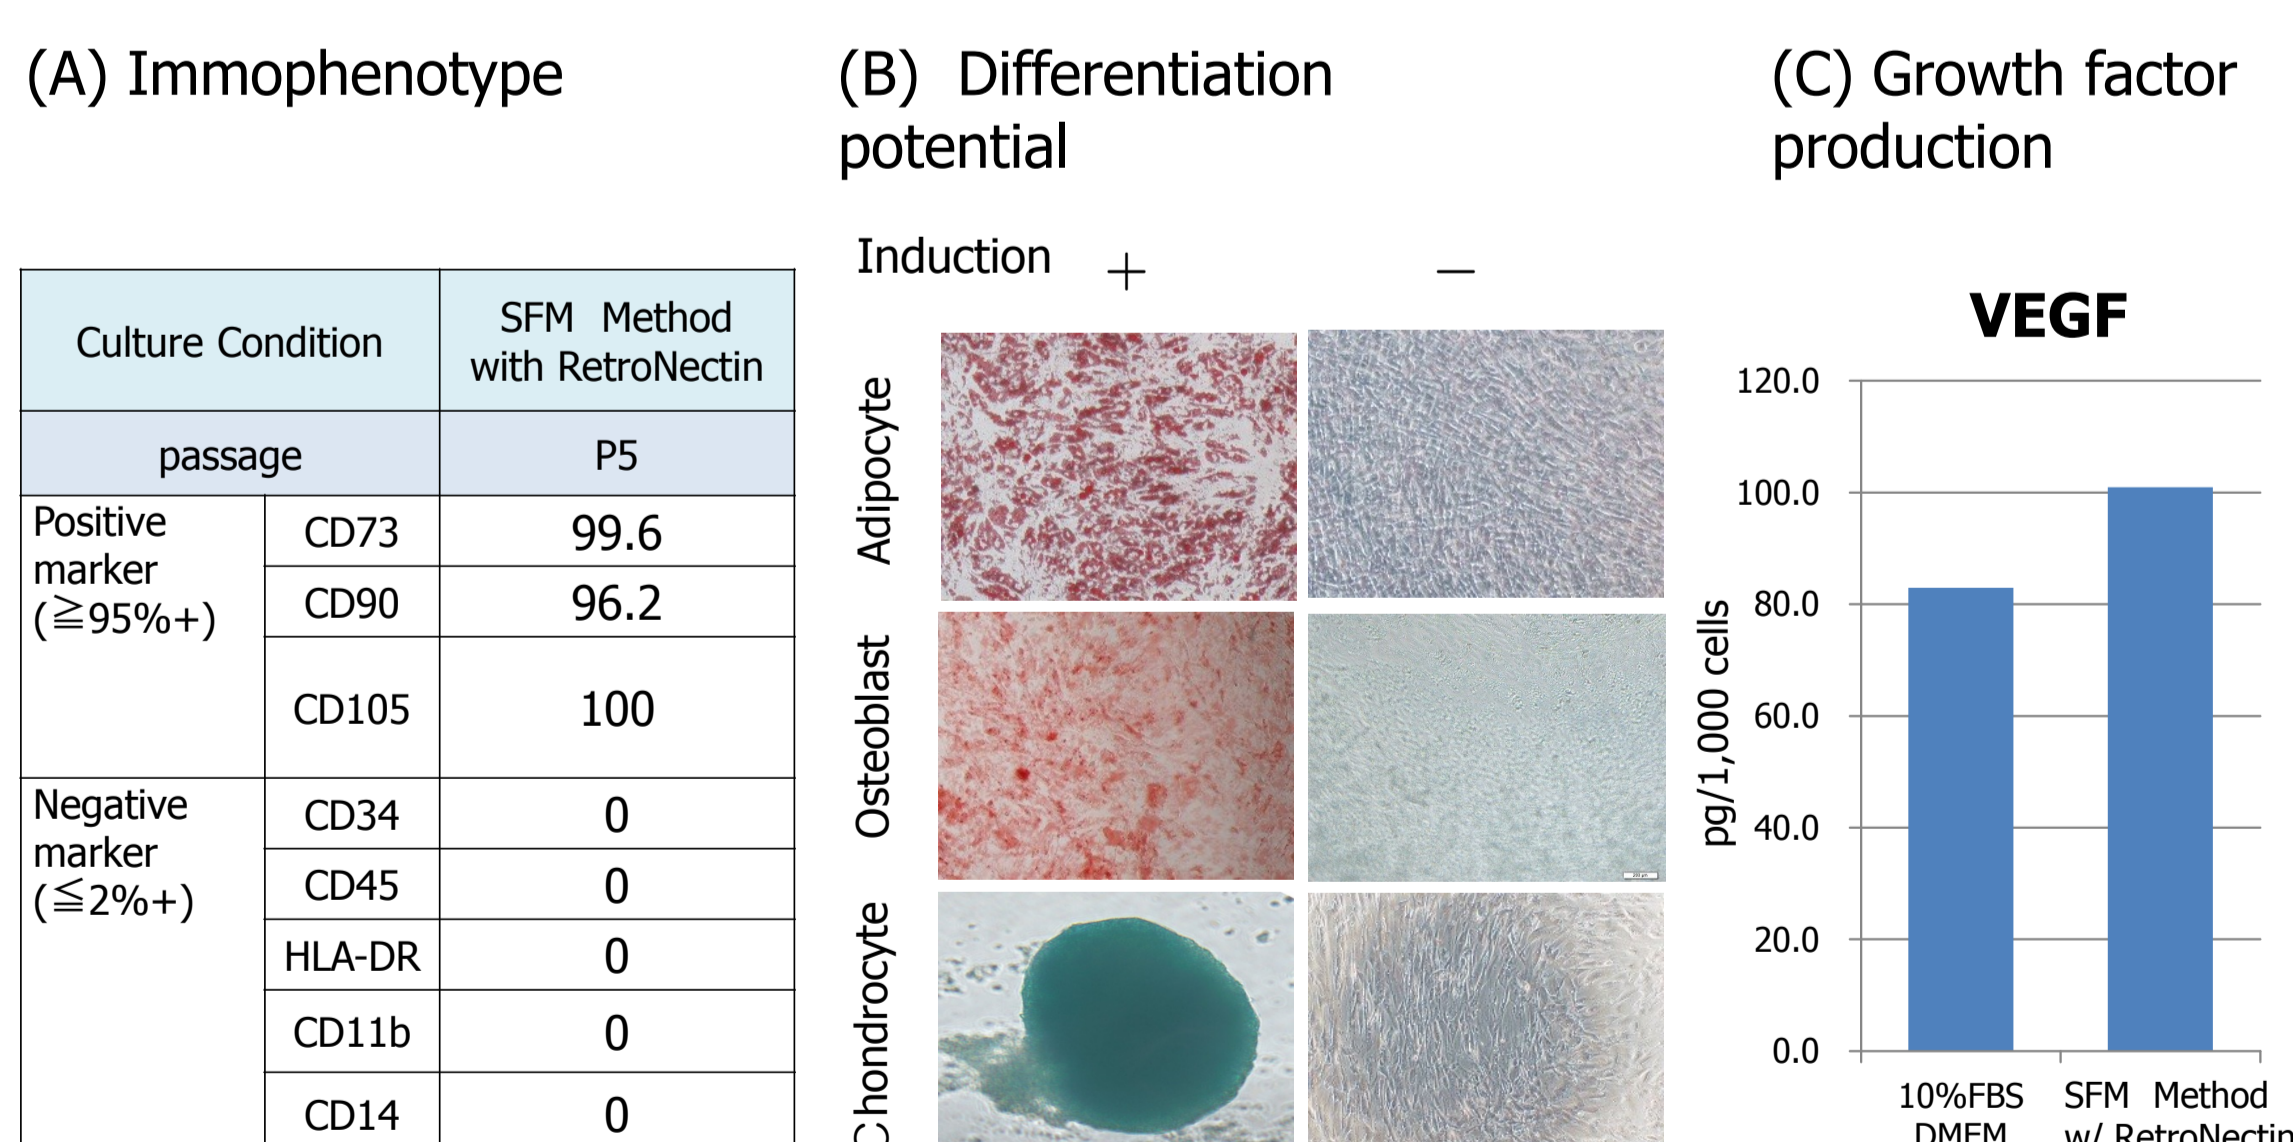 (A) Immophenotype
Culture Condition
SFM Method
with RetroNectin
passage
P5
Positive
marker
(≧95%+)
CD73
99.6
CD90
96.2
CD105
100
Negative
marker
(≦2%+)
CD34
0
CD45
0
HLA-DR
0
CD11b
0
CD14
0
(B) Differentiation
potential
Induction + −
Adipocyte
Osteoblast
Chondrocyte
(C) Growth factor
production
VEGF
pg/1,000 cells
120.0
100.0
80.0
60.0
40.0
20.0
0.0
10%FBS
DMEM
SFM Method
w/ RetroNectin